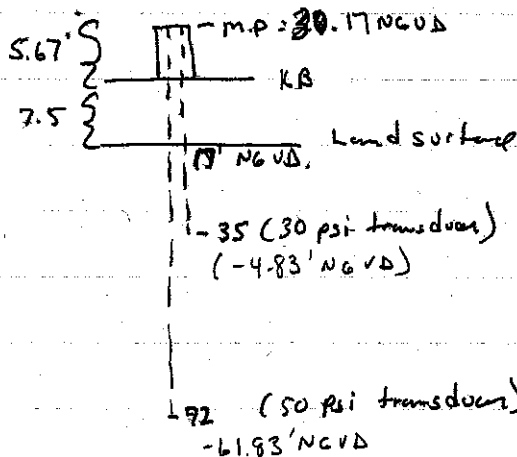 5.67' - m.p = 30.17 NGVD
KB
7.5
Land surface
17' NGVD.
- 35 (30 psi transducer)
(-4.83' NGVD)
- 92 (50 psi transducer)
-61.83' NGVD